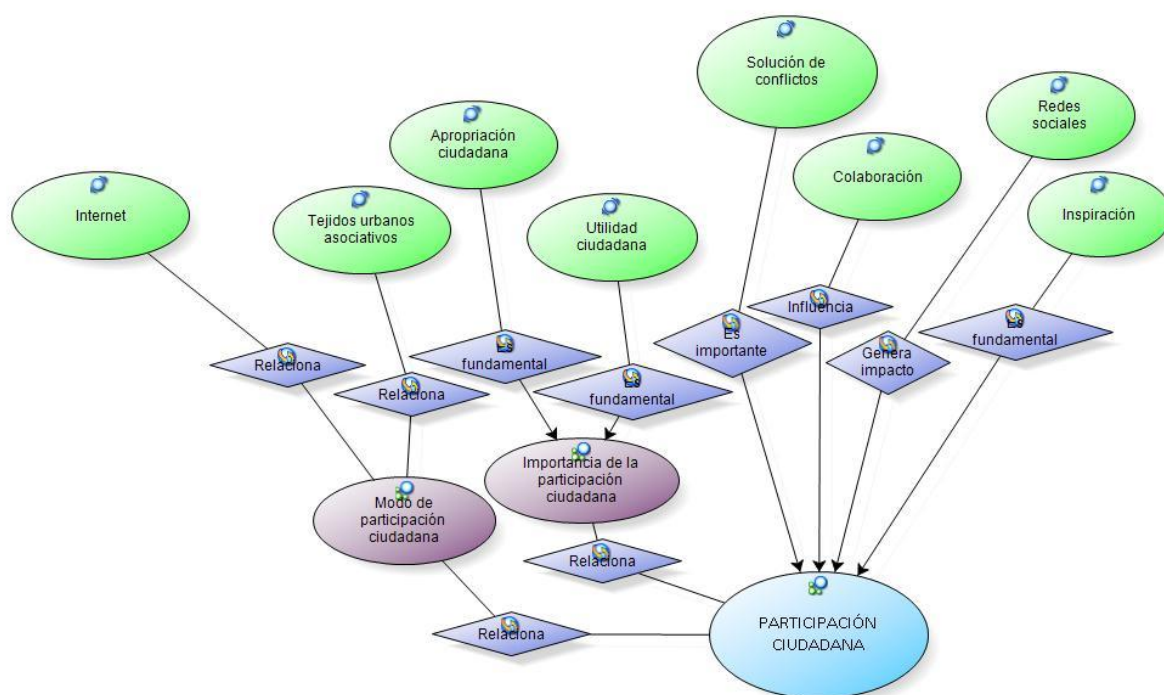 Solución de
conflictos
Redes
sociales
Apropiación
ciudadana
Colaboración
Internet
Tejidos urbanos
asociativos
Utilidad
ciudadana
Inspiración
Influencia
Es
importante
Es
fundamental
Es
fundamental
Genera
impacto
Relaciona
Relaciona
Es
fundamental
Importancia de la
participación
ciudadana
Modo de
participación
ciudadana
Relaciona
Relaciona
PARTICIPACIÓN
CIUDADANA